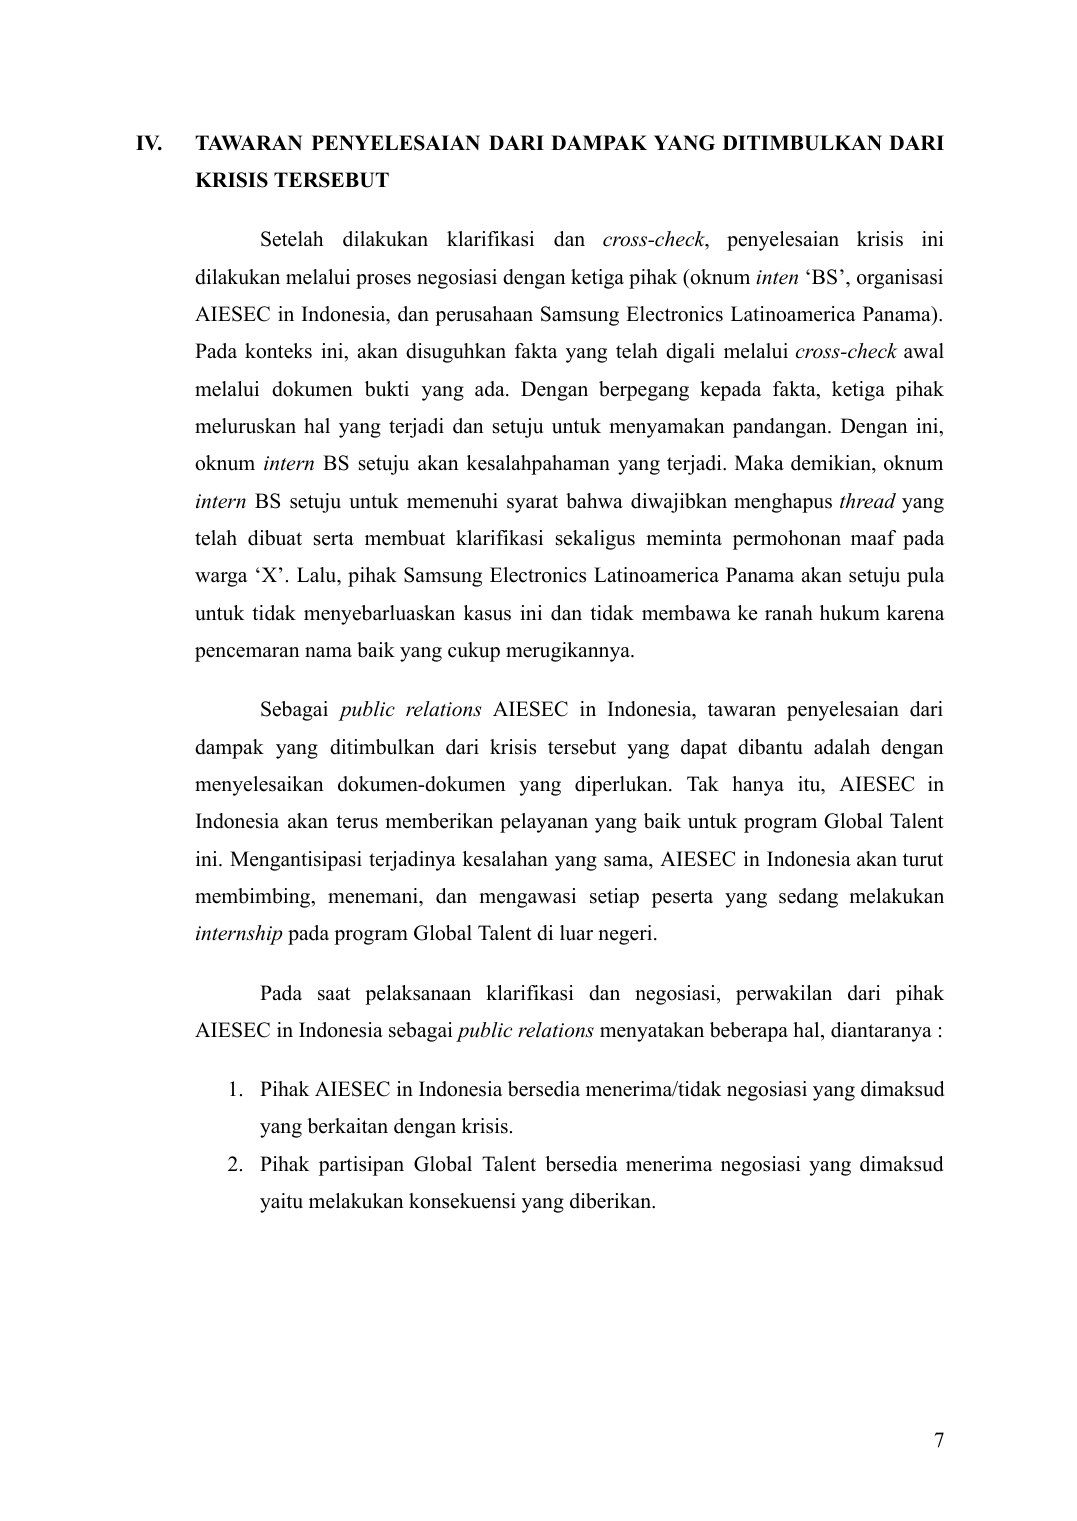 IV. TAWARAN PENYELESAIAN DARI DAMPAK YANG DITIMBULKAN DARI
KRISIS TERSEBUT
Setelah dilakukan klarifikasi dan cross-check, penyelesaian krisis ini
dilakukan melalui proses negosiasi dengan ketiga pihak (oknum inten ‘BS’, organisasi
AIESEC in Indonesia, dan perusahaan Samsung Electronics Latinoamerica Panama).
Pada konteks ini, akan disuguhkan fakta yang telah digali melalui cross-check awal
melalui dokumen bukti yang ada. Dengan berpegang kepada fakta, ketiga pihak
meluruskan hal yang terjadi dan setuju untuk menyamakan pandangan. Dengan ini,
oknum intern BS setuju akan kesalahpahaman yang terjadi. Maka demikian, oknum
intern BS setuju untuk memenuhi syarat bahwa diwajibkan menghapus thread yang
telah dibuat serta membuat klarifikasi sekaligus meminta permohonan maaf pada
warga ‘X’. Lalu, pihak Samsung Electronics Latinoamerica Panama akan setuju pula
untuk tidak menyebarluaskan kasus ini dan tidak membawa ke ranah hukum karena
pencemaran nama baik yang cukup merugikannya.
Sebagai public relations AIESEC in Indonesia, tawaran penyelesaian dari
dampak yang ditimbulkan dari krisis tersebut yang dapat dibantu adalah dengan
menyelesaikan dokumen-dokumen yang diperlukan. Tak hanya itu, AIESEC in
Indonesia akan terus memberikan pelayanan yang baik untuk program Global Talent
ini. Mengantisipasi terjadinya kesalahan yang sama, AIESEC in Indonesia akan turut
membimbing, menemani, dan mengawasi setiap peserta yang sedang melakukan
internship pada program Global Talent di luar negeri.
Pada saat pelaksanaan klarifikasi dan negosiasi, perwakilan dari pihak
AIESEC in Indonesia sebagai public relations menyatakan beberapa hal, diantaranya :
1. Pihak AIESEC in Indonesia bersedia menerima/tidak negosiasi yang dimaksud
yang berkaitan dengan krisis.
2. Pihak partisipan Global Talent bersedia menerima negosiasi yang dimaksud
yaitu melakukan konsekuensi yang diberikan.
7